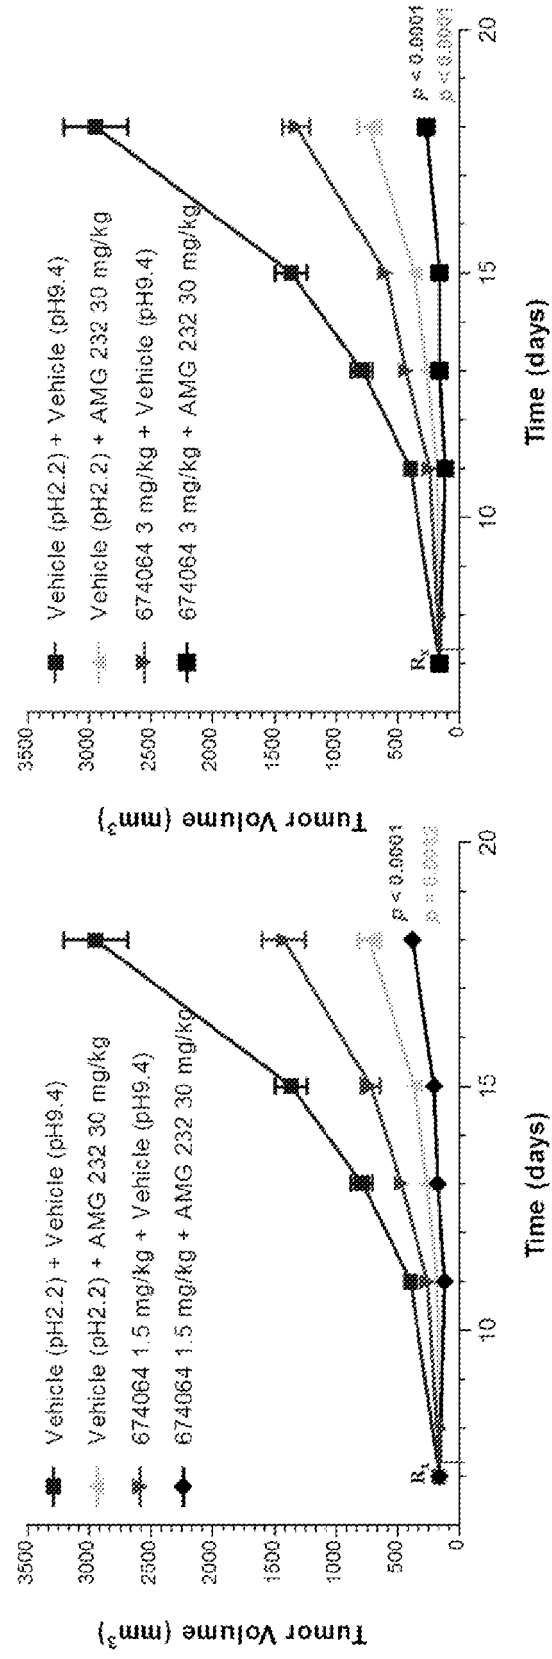 Tumor Volume (mm³)
3500
3000
2500
2000
1500
1000
500
0
Vehicle (pH2.2) + Vehicle (pH9.4)
Vehicle (pH2.2) + AMG 232 30 mg/kg
674064 1.5 mg/kg + Vehicle (pH9.4)
674064 1.5 mg/kg + AMG 232 30 mg/kg
p < 0.0001
p =
10
15
20
Time (days)
Tumor Volume (mm³)
3500
3000
2500
2000
1500
1000
500
0
Vehicle (pH2.2) + Vehicle (pH9.4)
Vehicle (pH2.2) + AMG 232 30 mg/kg
674064 3 mg/kg + Vehicle (pH9.4)
674064 3 mg/kg + AMG 232 30 mg/kg
Rx
p < 0.0001
p < 0.0001
10
15
20
Time (days)